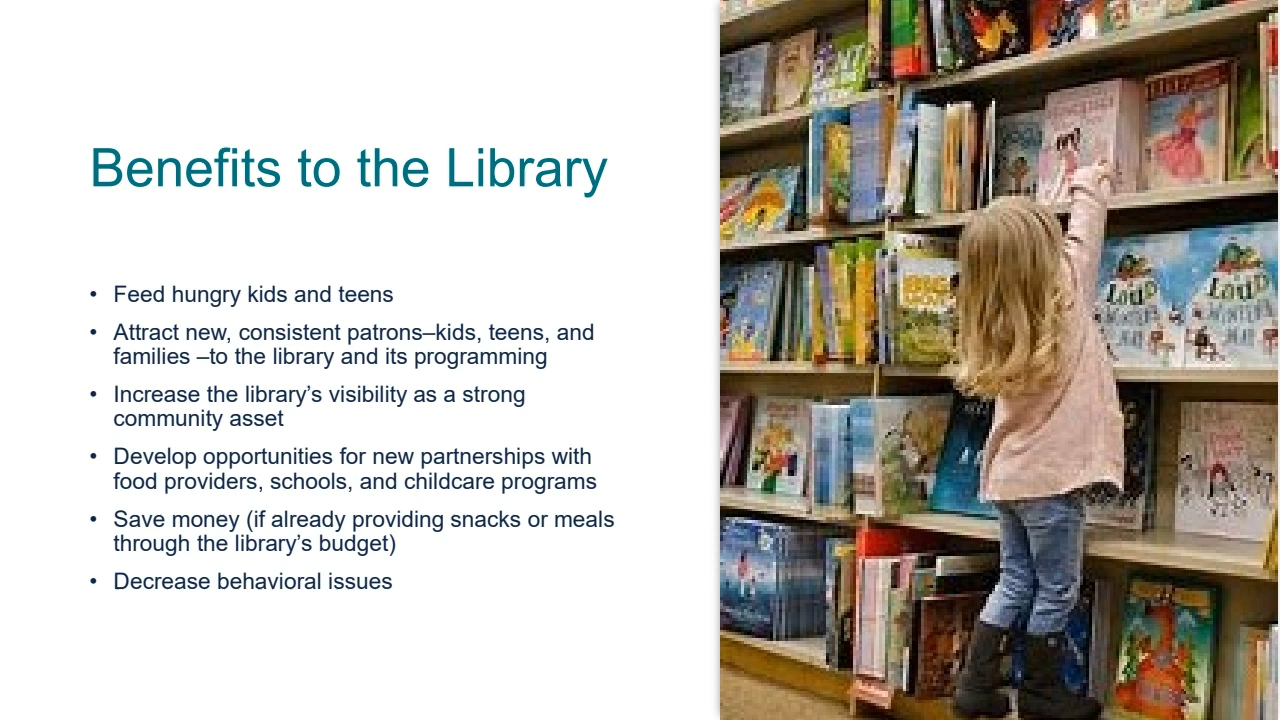 Benefits to the Library
• Feed hungry kids and teens
• Attract new, consistent patrons–kids, teens, and
families –to the library and its programming
• Increase the library’s visibility as a strong
community asset
• Develop opportunities for new partnerships with
food providers, schools, and childcare programs
• Save money (if already providing snacks or meals
through the library’s budget)
• Decrease behavioral issues
LOUD
LOUD